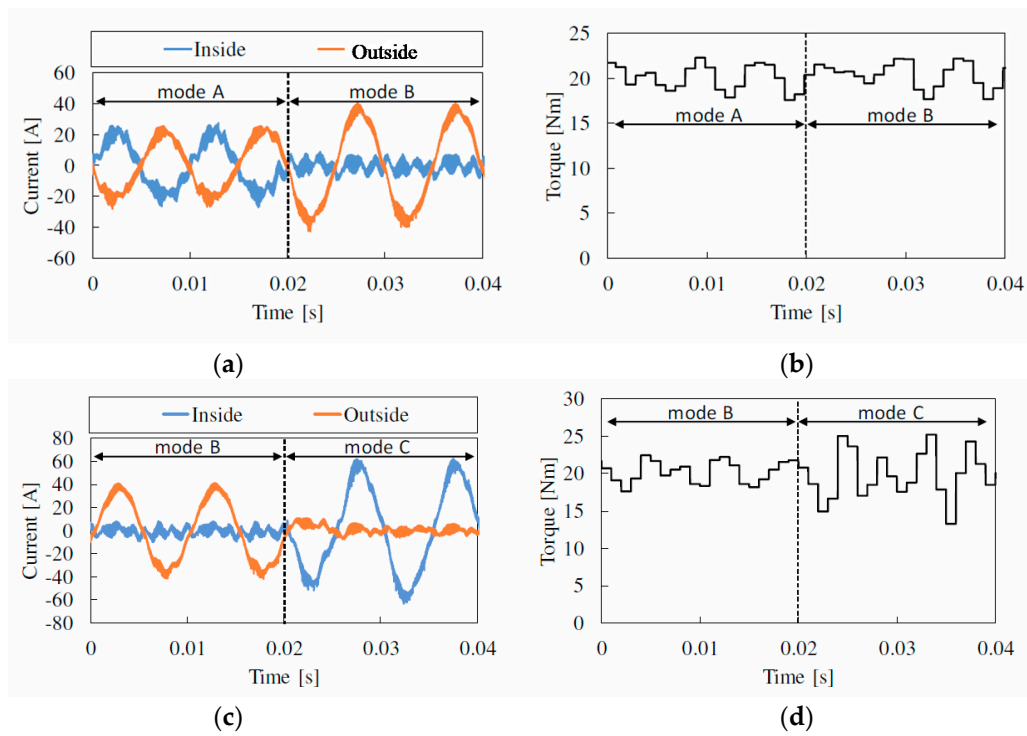 Inside Outside
60
40
20
0
-20
-40
-60
Current [A]
mode A mode B
0 0.01 0.02 0.03 0.04
Time [s]
(a)
25
20
15
10
5
0
Torque [Nm]
mode A mode B
0 0.01 0.02 0.03 0.04
Time [s]
(b)
Inside Outside
80
60
40
20
0
-20
-40
-60
-80
Current [A]
mode B mode C
0 0.01 0.02 0.03 0.04
Time [s]
(c)
30
25
20
15
10
5
0
Torque [Nm]
mode B mode C
0 0.01 0.02 0.03 0.04
Time [s]
(d)